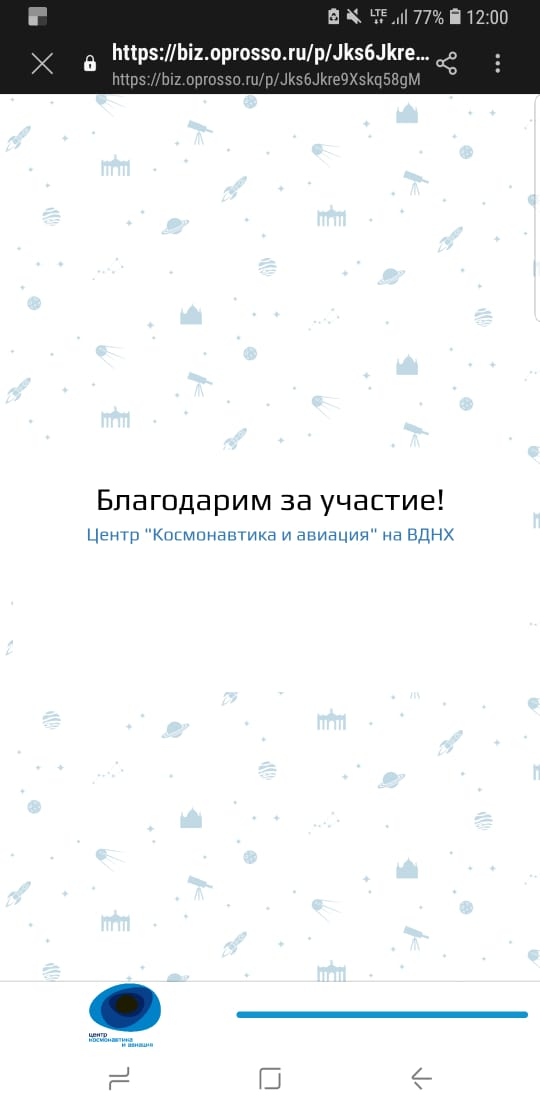 LTE 77% 12:00
https://biz.oprosso.ru/p/Jks6Jkre...
https://biz.oprosso.ru/p/Jks6Jkre9Xskq58gM
Благодарим за участие!
Центр "Космонавтика и авиация" на ВДНХ
центр
космонавтика
и авиация